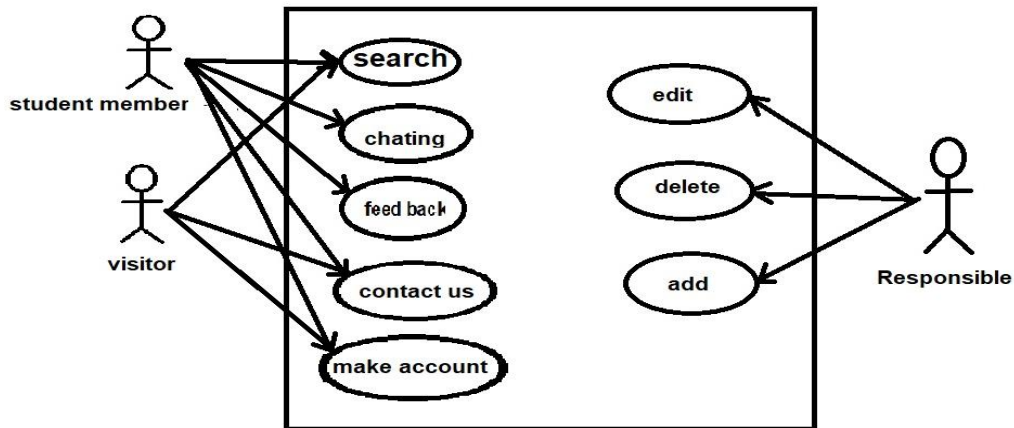 student member
visitor
search
chating
feed back
contact us
make account
edit
delete
add
Responsible